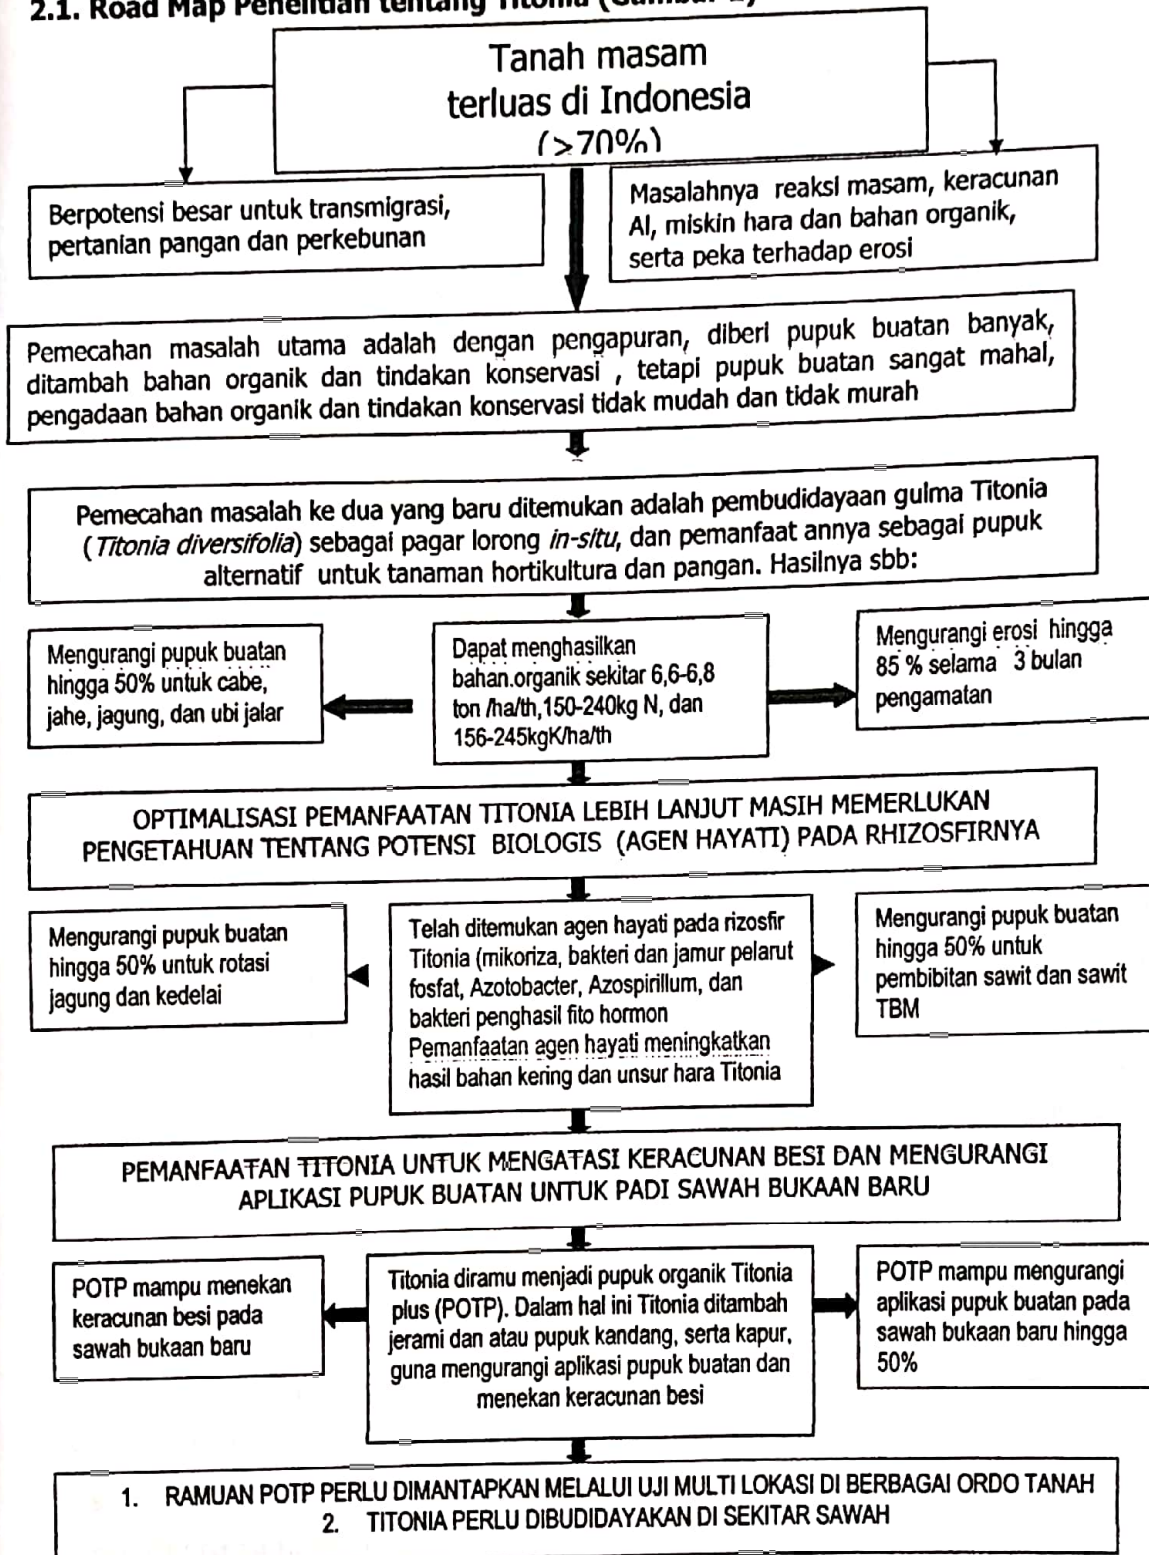 2.1. Road Map Penelitian tentang Titonia
Tanah masam
terluas di Indonesia
(>70%)
Berpotensi besar untuk transmigrasi,
pertanian pangan dan perkebunan
Masalahnya reaksi masam, keracunan
Al, miskin hara dan bahan organik,
serta peka terhadap erosi
Pemecahan masalah utama adalah dengan pengapuran, diberi pupuk buatan banyak,
ditambah bahan organik dan tindakan konservasi , tetapi pupuk buatan sangat mahal,
pengadaan bahan organik dan tindakan konservasi tidak mudah dan tidak murah
Pemecahan masalah ke dua yang baru ditemukan adalah pembudidayaan gulma Titonia
(Titonia diversifolia) sebagai pagar lorong in-situ, dan pemanfaat annya sebagai pupuk
alternatif untuk tanaman hortikultura dan pangan. Hasilnya sbb:
Mengurangi pupuk buatan
hingga 50% untuk cabe,
jahe, jagung, dan ubi jalar
Dapat menghasilkan
bahan.organik sekitar 6,6-6,8
ton /ha/th,150-240kg N, dan
156-245kgK/ha/th
Mengurangi erosi hingga
85 % selama 3 bulan
pengamatan
OPTIMALISASI PEMANFAATAN TITONIA LEBIH LANJUT MASIH MEMERLUKAN
PENGETAHUAN TENTANG POTENSI BIOLOGIS (AGEN HAYATI) PADA RHIZOSFIRNYA
Mengurangi pupuk buatan
hingga 50% untuk rotasi
jagung dan kedelai
Telah ditemukan agen hayati pada rizosfir
Titonia (mikoriza, bakteri dan jamur pelarut
fosfat, Azotobacter, Azospirillum, dan
bakteri penghasil fito hormon
Pemanfaatan agen hayati meningkatkan
hasil bahan kering dan unsur hara Titonia
Mengurangi pupuk buatan
hingga 50% untuk
pembibitan sawit dan sawit
TBM
PEMANFAATAN TITONIA UNTUK MENGATASI KERACUNAN BESI DAN MENGURANGI
APLIKASI PUPUK BUATAN UNTUK PADI SAWAH BUKAAN BARU
POTP mampu menekan
keracunan besi pada
sawah bukaan baru
Titonia diramu menjadi pupuk organik Titonia
plus (POTP). Dalam hal ini Titonia ditambah
jerami dan atau pupuk kandang, serta kapur,
guna mengurangi aplikasi pupuk buatan dan
menekan keracunan besi
POTP mampu mengurangi
aplikasi pupuk buatan pada
sawah bukaan baru hingga
50%
1. RAMUAN POTP PERLU DIMANTAPKAN MELALUI UJI MULTI LOKASI DI BERBAGAI ORDO TANAH
2. TITONIA PERLU DIBUDIDAYAKAN DI SEKITAR SAWAH